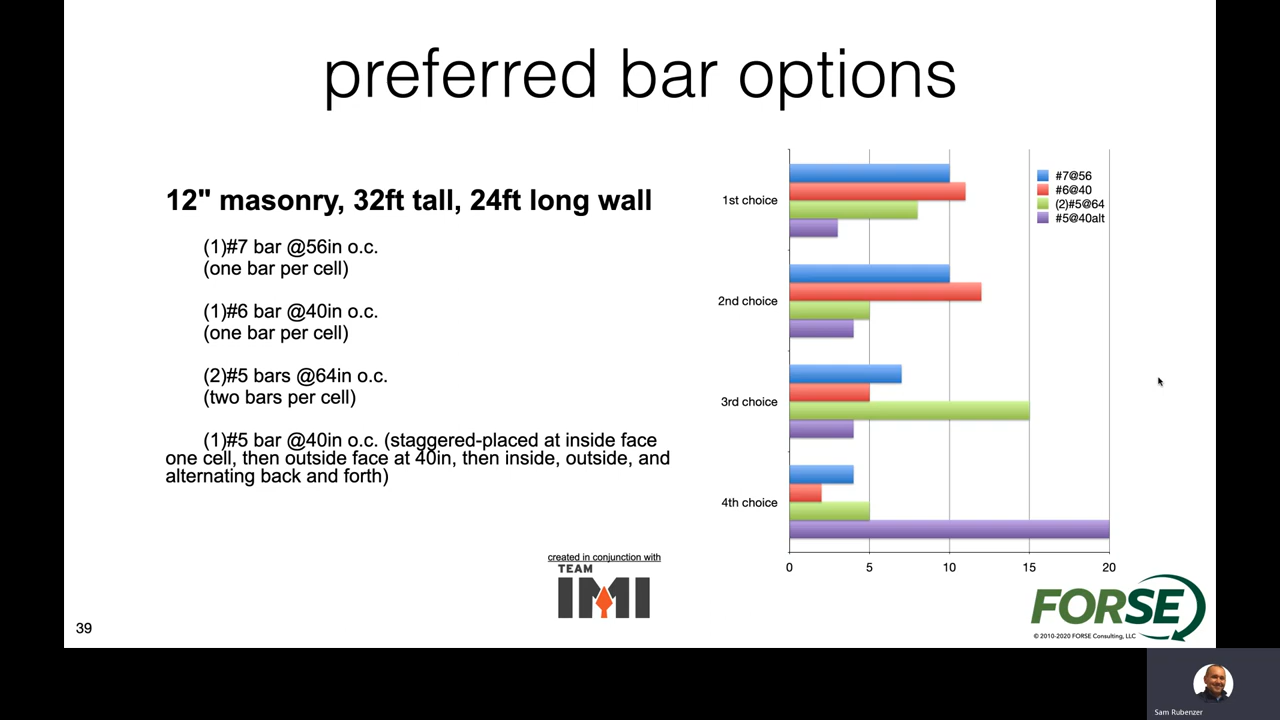 preferred bar options
12" masonry, 32ft tall, 24ft long wall
(1)#7 bar @56in o.c.
(one bar per cell)
(1)#6 bar @40in o.c.
(one bar per cell)
(2)#5 bars @64in o.c.
(two bars per cell)
(1)#5 bar @40in o.c. (staggered-placed at inside face
one cell, then outside face at 40in, then inside, outside, and
alternating back and forth)
1st choice
2nd choice
3rd choice
4th choice
0 5 10 15 20
#7@56
#6@40
(2)#5@64
#5@40alt
created in conjunction with
TEAM
IMI
FORSE
© 2010-2020 FORSE Consulting, LLC
39
Sam Rubenzer